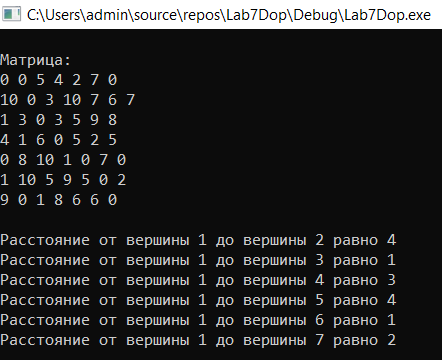 C:\Users\admin\source\repos\Lab7Dop\Debug\Lab7Dop.exe
Матрица:
0 0 5 4 2 7 0
10 0 3 10 7 6 7
1 3 0 3 5 9 8
4 1 6 0 5 2 5
0 8 10 1 0 7 0
1 10 5 9 5 0 2
9 0 1 8 6 6 0
Расстояние от вершины 1 до вершины 2 равно 4
Расстояние от вершины 1 до вершины 3 равно 1
Расстояние от вершины 1 до вершины 4 равно 3
Расстояние от вершины 1 до вершины 5 равно 4
Расстояние от вершины 1 до вершины 6 равно 1
Расстояние от вершины 1 до вершины 7 равно 2